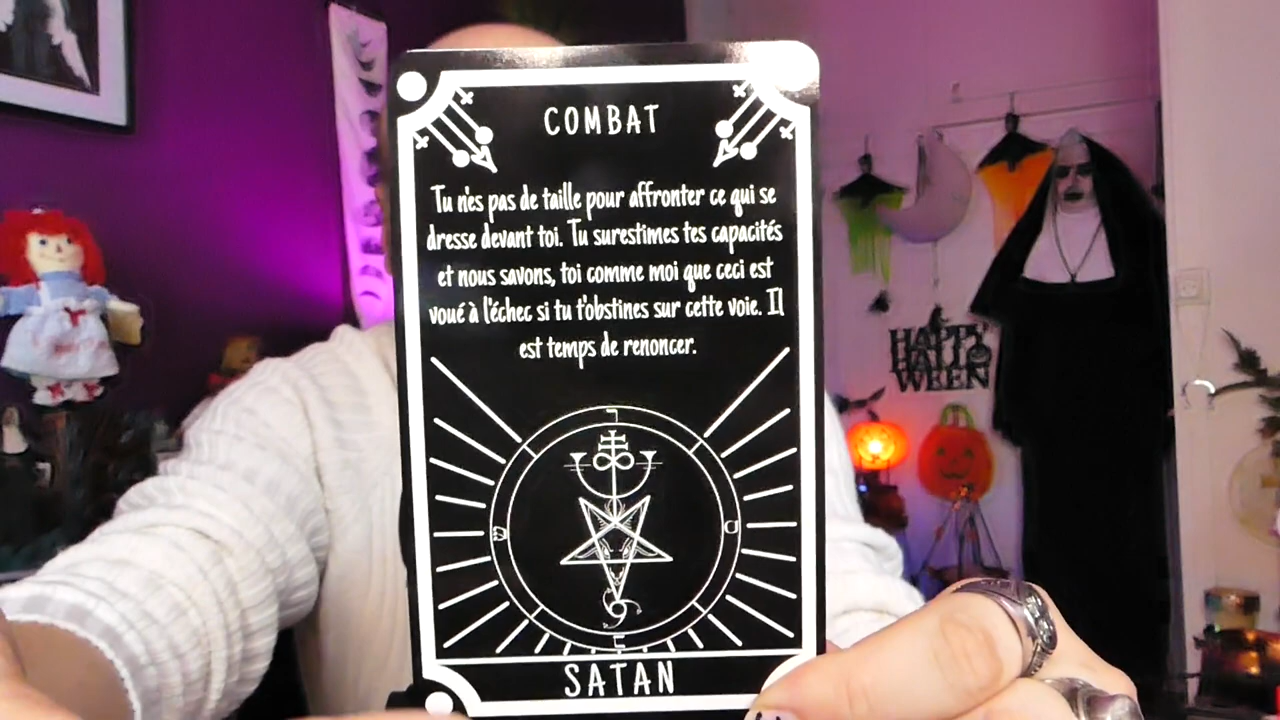 COMBAT
Tu n'es pas de taille pour affronter ce qui se
dresse devant toi. Tu surestimes tes capacités
et nous savons, toi comme moi que ceci est
voué à l'échec si tu t'obstines sur cette voie. Il
est temps de renoncer.
SATAN
HAPPY
HALLO
WEEN